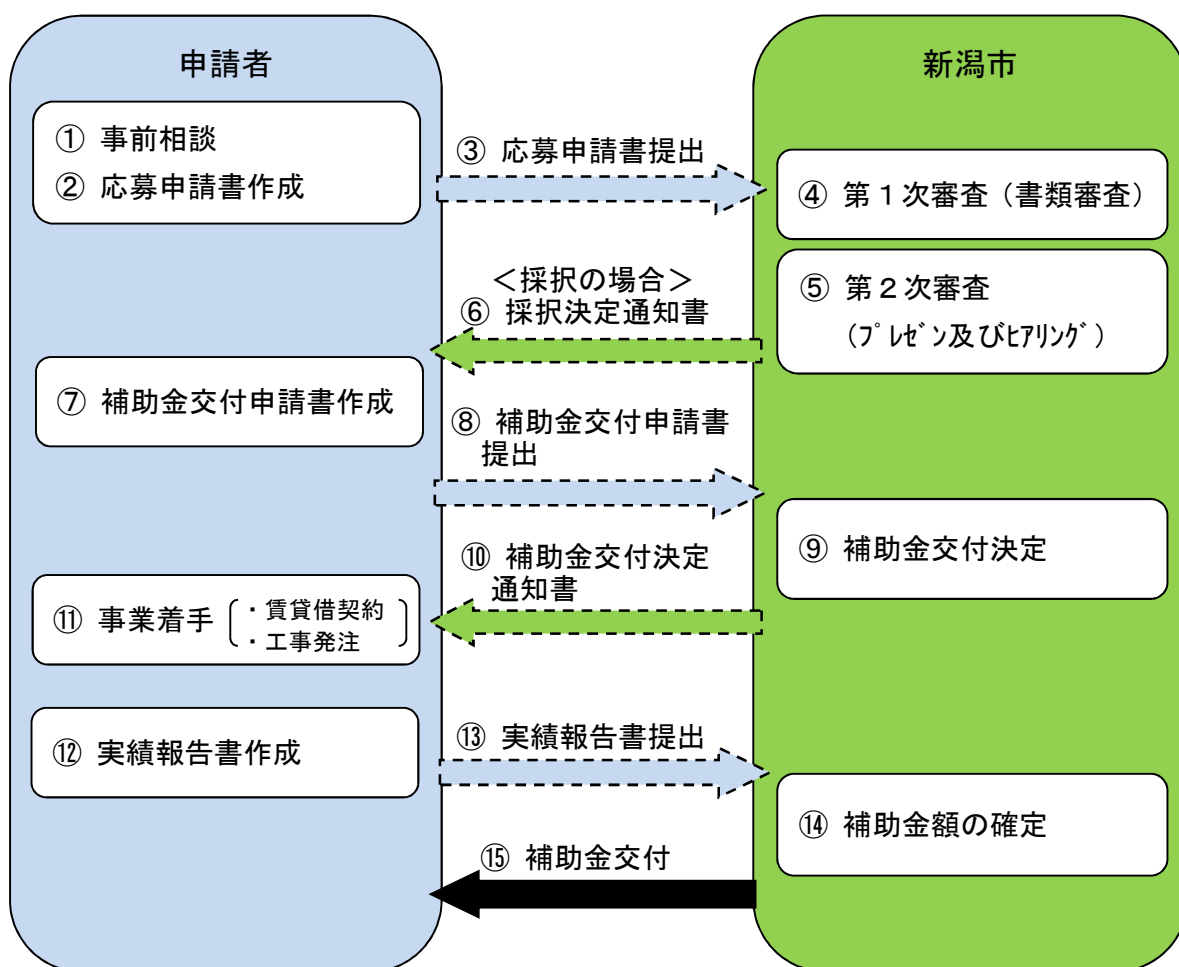 申請者
新潟市
① 事前相談
② 応募申請書作成
③ 応募申請書提出
④ 第１次審査（書類審査）
⑤ 第２次審査
（ﾌﾟﾚｾﾞﾝ及びﾋｱﾘﾝｸﾞ）
＜採択の場合＞
⑥ 採択決定通知書
⑦ 補助金交付申請書作成
⑧ 補助金交付申請書
提出
⑨ 補助金交付決定
⑩ 補助金交付決定
通知書
⑪ 事業着手
・賃貸借契約
・工事発注
⑫ 実績報告書作成
⑬ 実績報告書提出
⑭ 補助金額の確定
⑮ 補助金交付